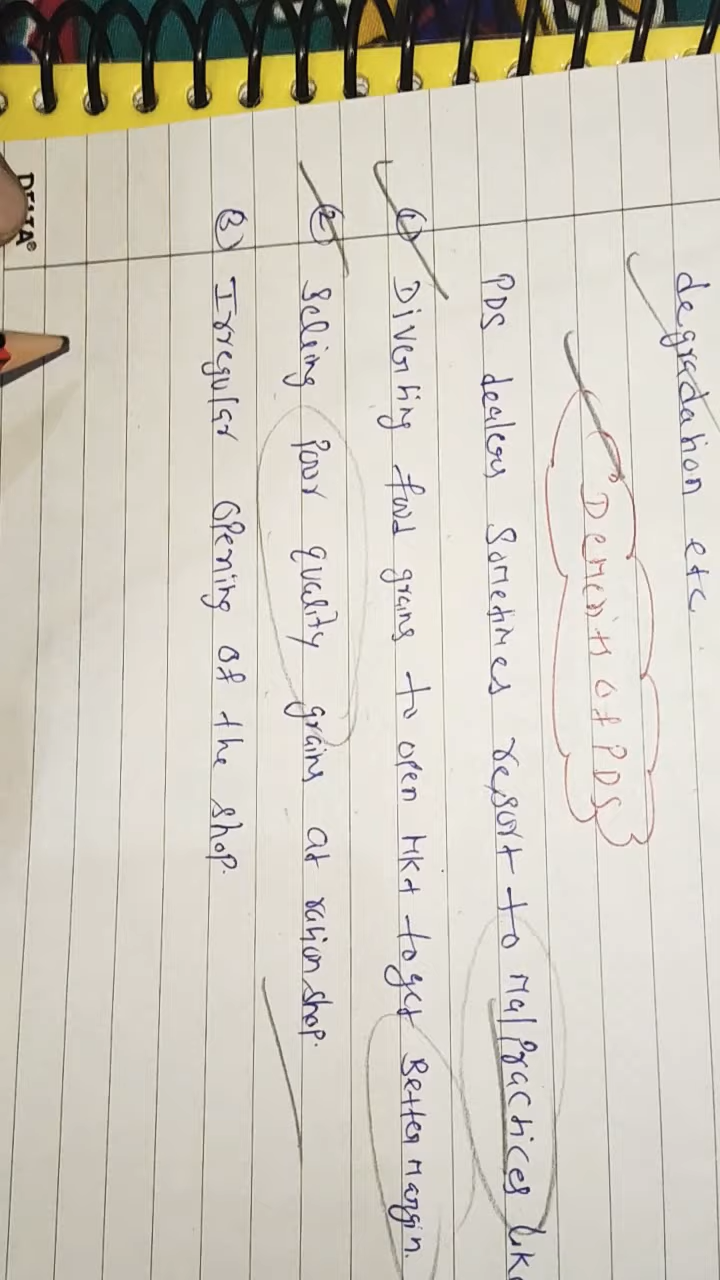 degradation etc.
Demerits Of PDS
PDS dealers Sometimes resort to Malpractices like
(1) Diverting food grains to open Mkt to get Better Margin.
(2) Selling Poor quality grains at ration shop.
3) Irregular Opening of the shop.
DELTA®